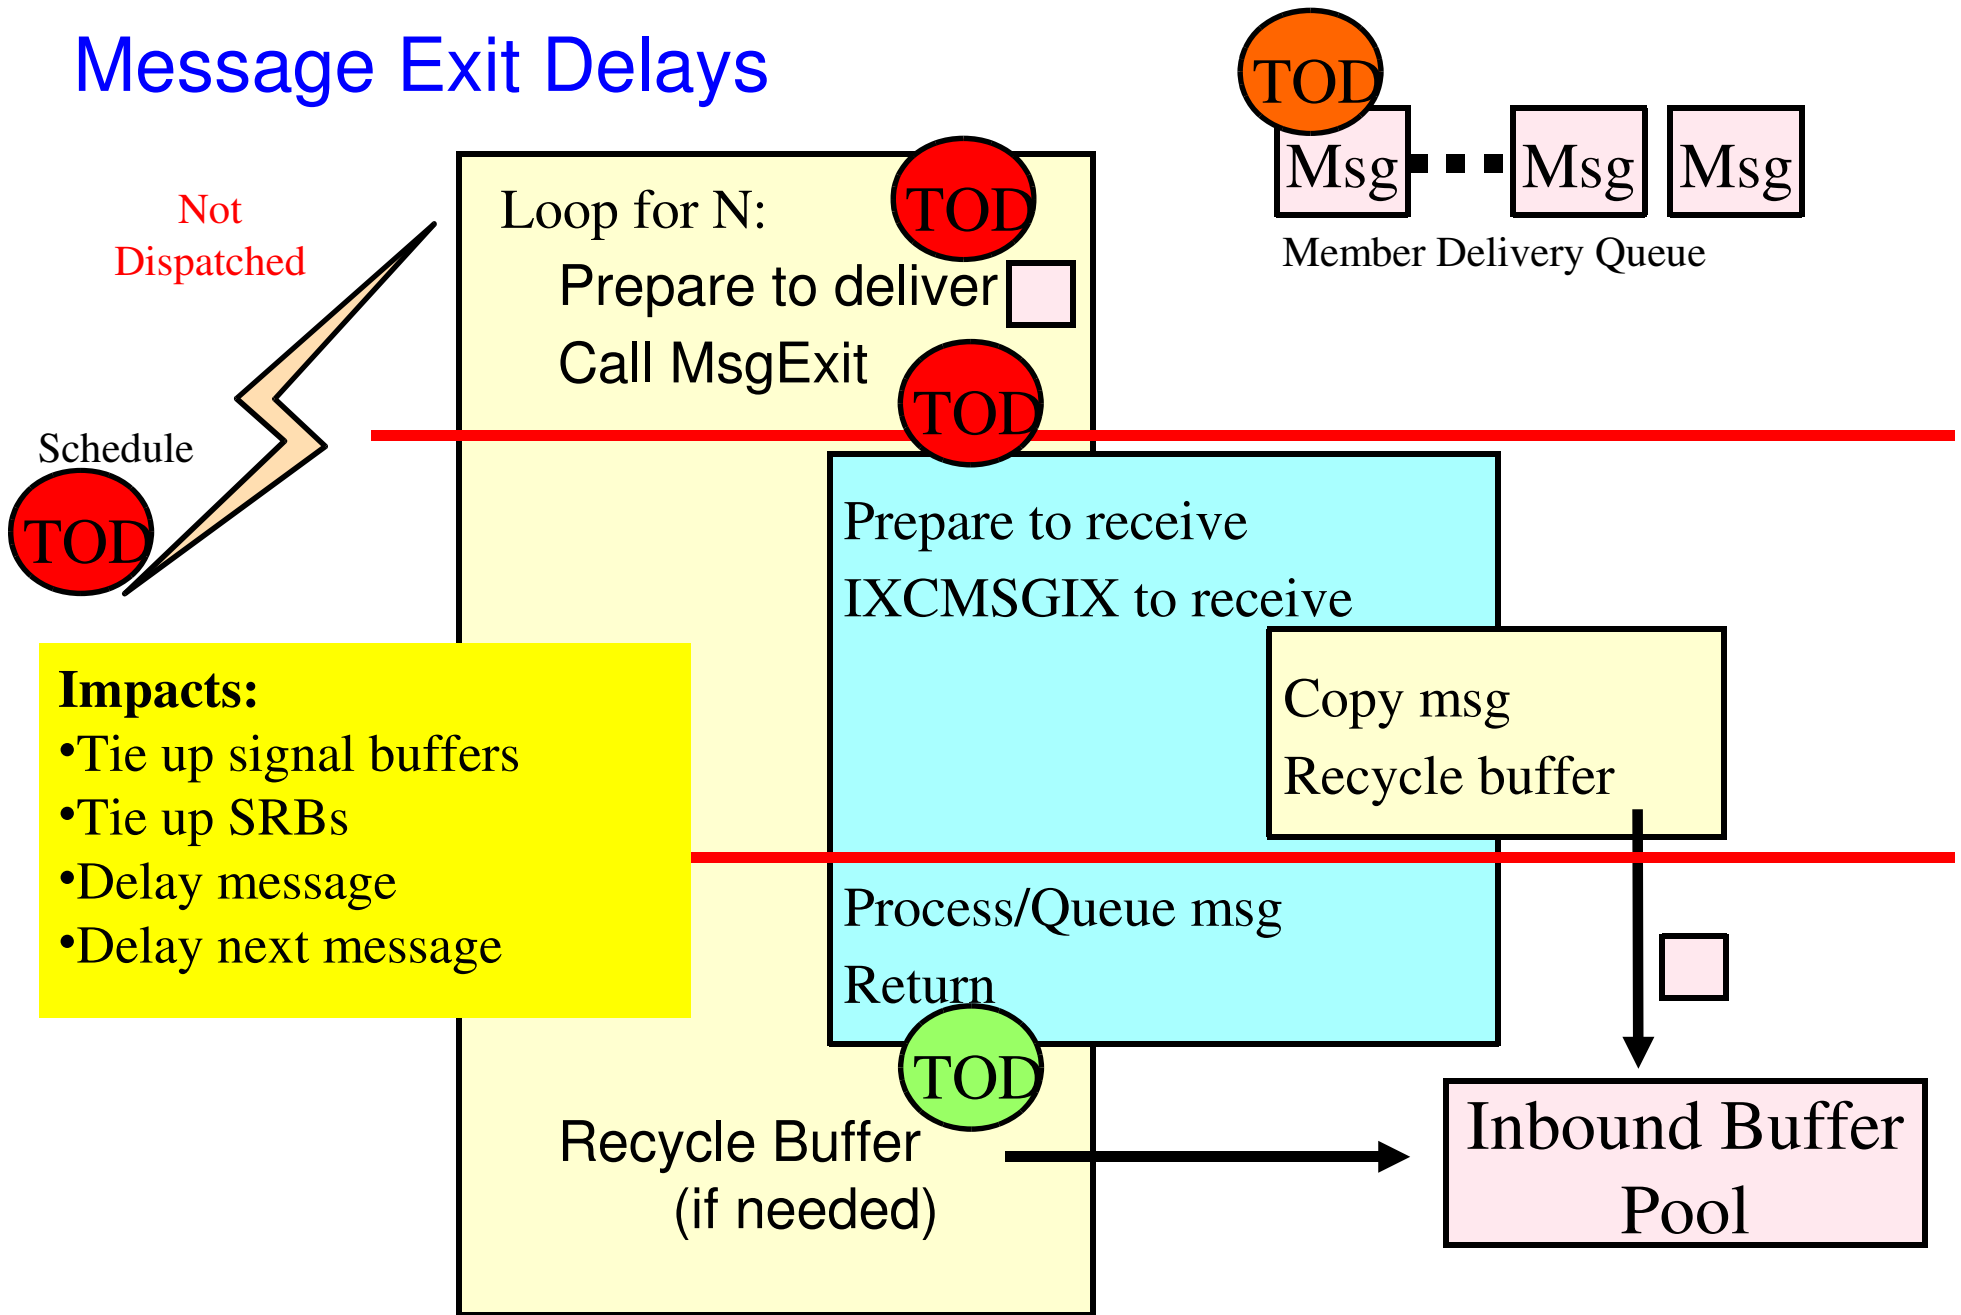 Message Exit Delays
TOD
Msg Msg Msg
Member Delivery Queue
Not
Dispatched
Loop for N:
TOD
Prepare to deliver
Call MsgExit
TOD
Schedule
TOD
Prepare to receive
IXCMSGIX to receive
Copy msg
Recycle buffer
Impacts:
•Tie up signal buffers
•Tie up SRBs
•Delay message
•Delay next message
Process/Queue msg
Return
TOD
Recycle Buffer
(if needed)
Inbound Buffer
Pool